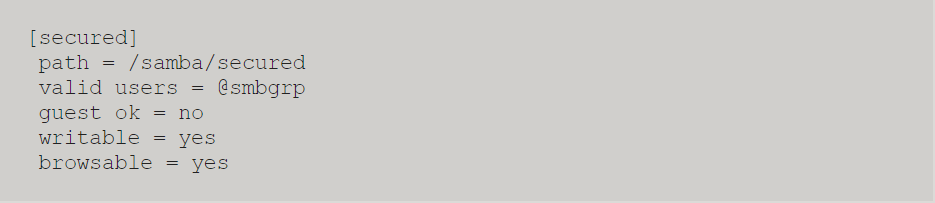 [secured]
path = /samba/secured
valid users = @smbgrp
guest ok = no
writable = yes
browsable = yes